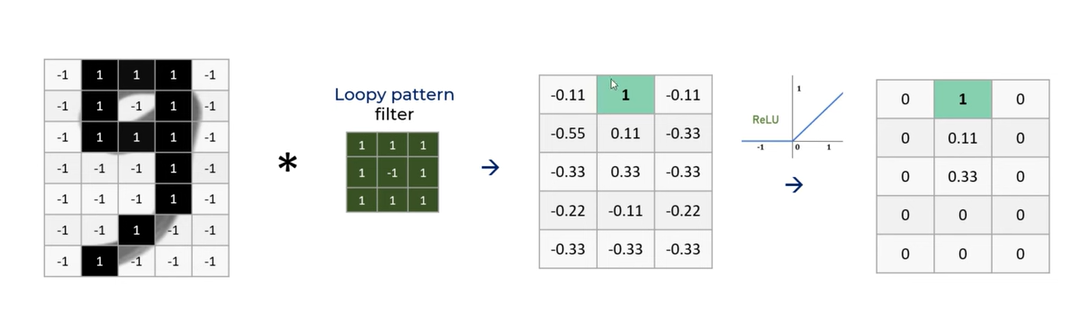 -1 1 1 1 -1
-1 1 -1 1 -1
-1 1 1 1 -1
-1 -1 -1 1 -1
-1 -1 -1 1 -1
-1 -1 1 -1 -1
-1 1 -1 -1 -1
*
Loopy pattern
filter
1 1 1
1 -1 1
1 1 1
→
-0.11 1 -0.11
-0.55 0.11 -0.33
-0.33 0.33 -0.33
-0.22 -0.11 -0.22
-0.33 -0.33 -0.33
1
ReLU
-1 0 1
→
0 1 0
0 0.11 0
0 0.33 0
0 0 0
0 0 0